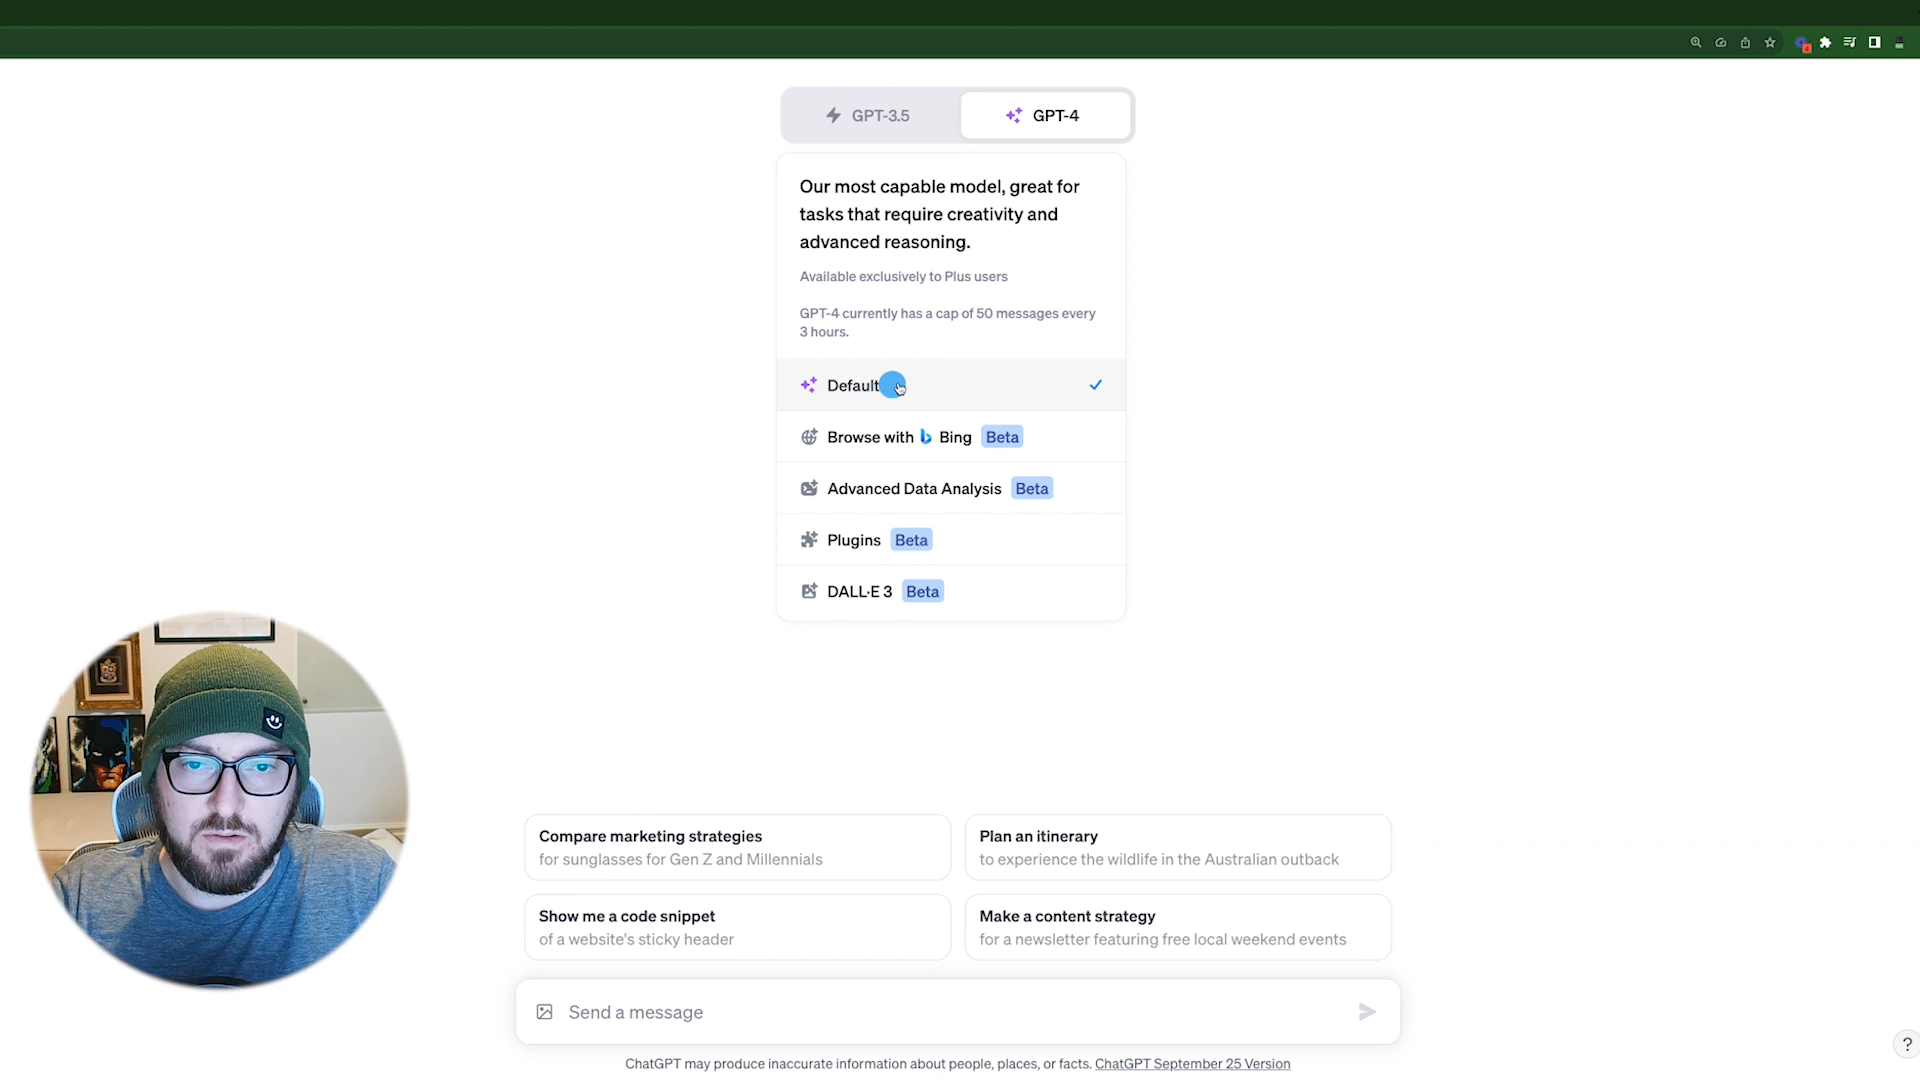 GPT-3.5
GPT-4
Our most capable model, great for
tasks that require creativity and
advanced reasoning.
Available exclusively to Plus users
GPT-4 currently has a cap of 50 messages every
3 hours.
Default
Browse with Bing Beta
Advanced Data Analysis Beta
Plugins Beta
DALL·E 3 Beta
Compare marketing strategies
for sunglasses for Gen Z and Millennials
Plan an itinerary
to experience the wildlife in the Australian outback
Show me a code snippet
of a website's sticky header
Make a content strategy
for a newsletter featuring free local weekend events
Send a message
ChatGPT may produce inaccurate information about people, places, or facts. ChatGPT September 25 Version
?